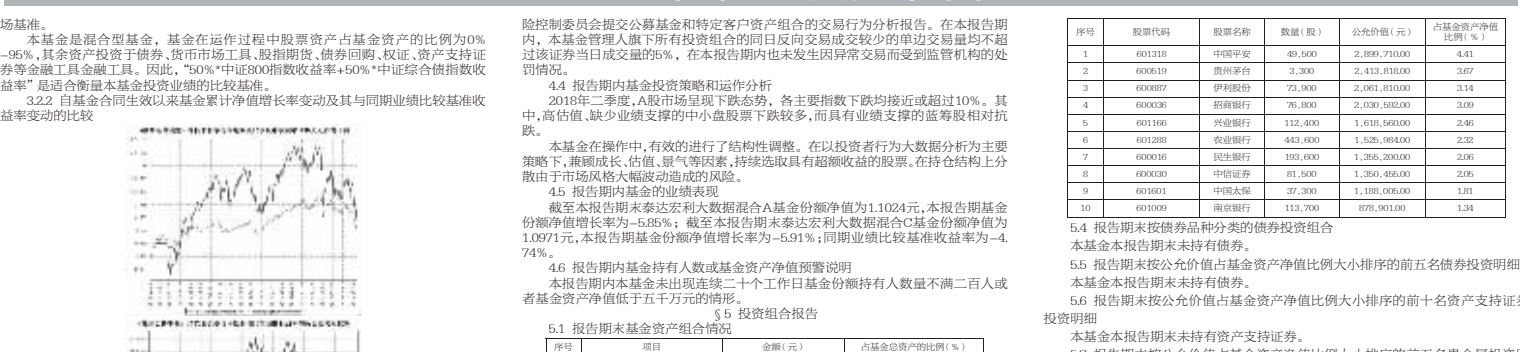 场基准。
本基金是混合型基金，基金在运作过程中股票资产占基金资产的比例为0%
-95%,其余资产投资于债券、货币市场工具、股指期货、债券回购、权证、资产支持证
券等金融工具金融工具。因此，“50%*中证800指数收益率+50%*中证综合债指数收
益率”是适合衡量本基金投资业绩的比较基准。
3.2.2 自基金合同生效以来基金累计净值增长率变动及其与同期业绩比较基准收
益率变动的比较
险控制委员会提交公募基金和特定客户资产组合的交易行为分析报告。在本报告期
内，本基金管理人旗下所有投资组合的同日反向交易成交较少的单边交易量均不超
过该证券当日成交量的5%，在本报告期内也未发生因异常交易而受到监管机构的处
罚情况。
4.4 报告期内基金投资策略和运作分析
2018年二季度,A股市场呈现下跌态势，各主要指数下跌均接近或超过10%。其
中,高估值、缺少业绩支撑的中小盘股票下跌较多,而具有业绩支撑的蓝筹股相对抗
跌。
本基金在操作中,有效的进行了结构性调整。在以投资者行为大数据分析为主要
策略下,兼顾成长、估值、景气等因素,持续选取具有超额收益的股票。在持仓结构上分
散由于市场风格大幅波动造成的风险。
4.5 报告期内基金的业绩表现
截至本报告期末泰达宏利大数据混合A基金份额净值为1.1024元,本报告期基金
份额净值增长率为-5.85%；截至本报告期末泰达宏利大数据混合C基金份额净值为
1.0971元,本报告期基金份额净值增长率为-5.91%;同期业绩比较基准收益率为-4.
74%。
4.6 报告期内基金持有人数或基金资产净值预警说明
本报告期内本基金未出现连续二十个工作日基金份额持有人数量不满二百人或
者基金资产净值低于五千万元的情形。
§5 投资组合报告
5.1 报告期末基金资产组合情况
序号 项目 金额(元) 占基金总资产的比例(%)
序号 股票代码 股票名称 数量(股) 公允价值(元) 占基金资产净值
比例(%)
1 601318 中国平安 49,500 2,899,710.00 4.41
2 600519 贵州茅台 3,300 2,413,818.00 3.67
3 600887 伊利股份 73,900 2,061,810.00 3.14
4 600036 招商银行 76,800 2,030,592.00 3.09
5 601166 兴业银行 112,400 1,618,560.00 2.46
6 601288 农业银行 443,600 1,525,984.00 2.32
7 600016 民生银行 193,600 1,355,200.00 2.06
8 600030 中信证券 81,500 1,350,455.00 2.05
9 601601 中国太保 37,300 1,188,005.00 1.81
10 601009 南京银行 113,700 878,901.00 1.34
5.4 报告期末按债券品种分类的债券投资组合
本基金本报告期末未持有债券。
5.5 报告期末按公允价值占基金资产净值比例大小排序的前五名债券投资明细
本基金本报告期末未持有债券。
5.6 报告期末按公允价值占基金资产净值比例大小排序的前十名资产支持证券
投资明细
本基金本报告期末未持有资产支持证券。